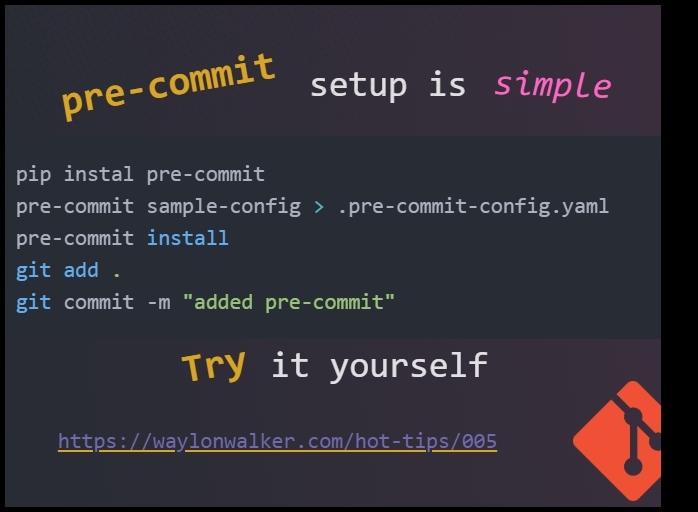 pre-commit setup is simple
pip instal pre-commit
pre-commit sample-config > .pre-commit-config.yaml
pre-commit install
git add .
git commit -m "added pre-commit"
Try it yourself
https://waylonwalker.com/hot-tips/005